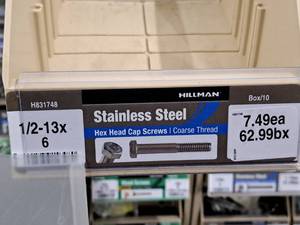 HILLMAN
H831748
Box/10
Stainless Steel
Hex Head Cap Screws | Coarse Thread
1/2-13x
6
7.49ea
62.99bx